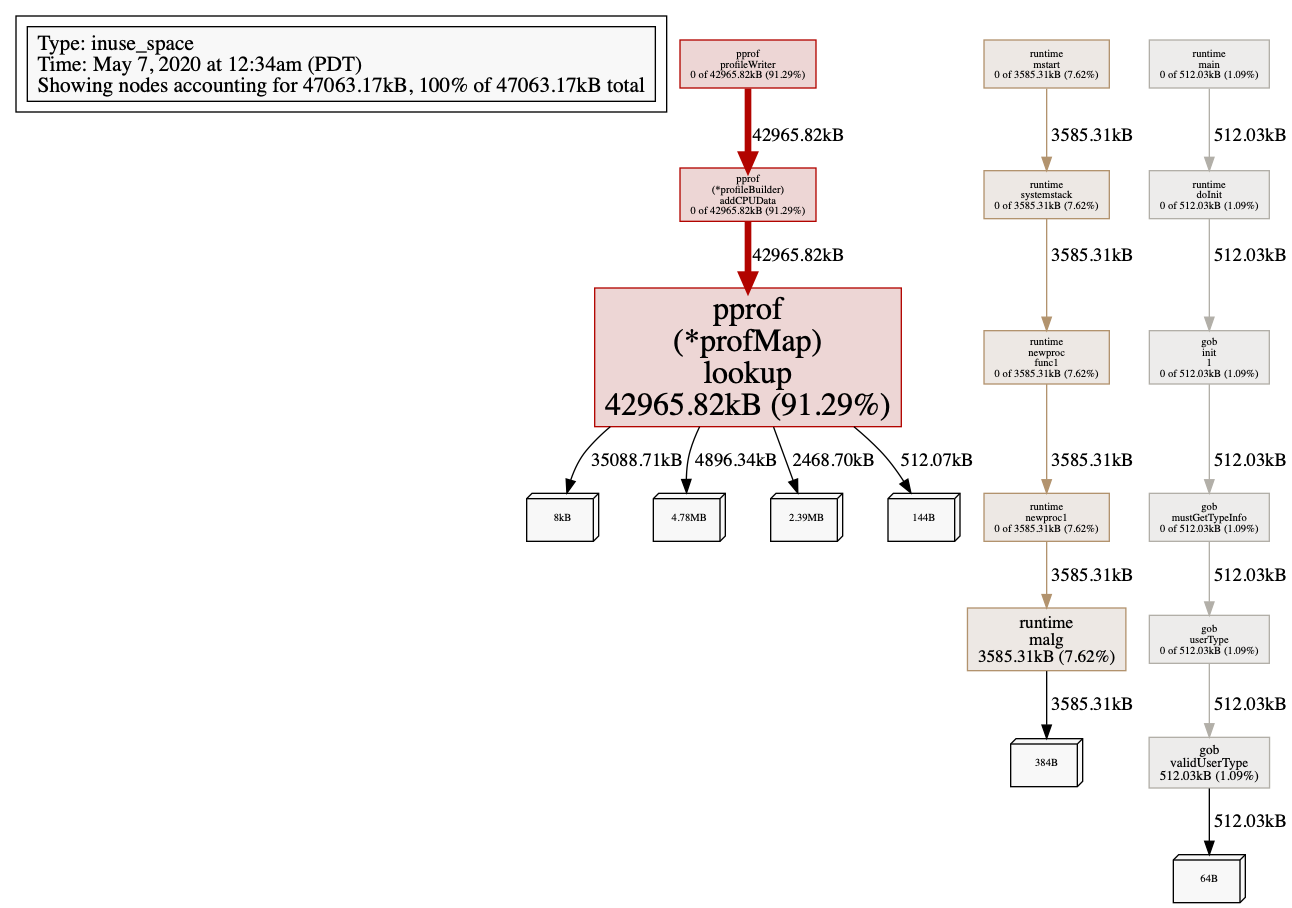 Type: inuse_space
Time: May 7, 2020 at 12:34am (PDT)
Showing nodes accounting for 47063.17kB, 100% of 47063.17kB total
pprof
profileWriter
0 of 42965.82kB (91.29%)
42965.82kB
pprof
(*profileBuilder)
addCPUData
0 of 42965.82kB (91.29%)
42965.82kB
pprof
(*profMap)
lookup
42965.82kB (91.29%)
35088.71kB
4896.34kB
2468.70kB
512.07kB
8kB
4.78MB
2.39MB
144B
runtime
mstart
0 of 3585.31kB (7.62%)
3585.31kB
runtime
systemstack
0 of 3585.31kB (7.62%)
3585.31kB
runtime
newproc
func1
0 of 3585.31kB (7.62%)
3585.31kB
runtime
newproc1
0 of 3585.31kB (7.62%)
3585.31kB
runtime
malg
3585.31kB (7.62%)
3585.31kB
384B
runtime
main
0 of 512.03kB (1.09%)
512.03kB
runtime
doInit
0 of 512.03kB (1.09%)
512.03kB
gob
init
1
0 of 512.03kB (1.09%)
512.03kB
gob
mustGetTypeInfo
0 of 512.03kB (1.09%)
512.03kB
gob
userType
0 of 512.03kB (1.09%)
512.03kB
gob
validUserType
512.03kB (1.09%)
512.03kB
64B